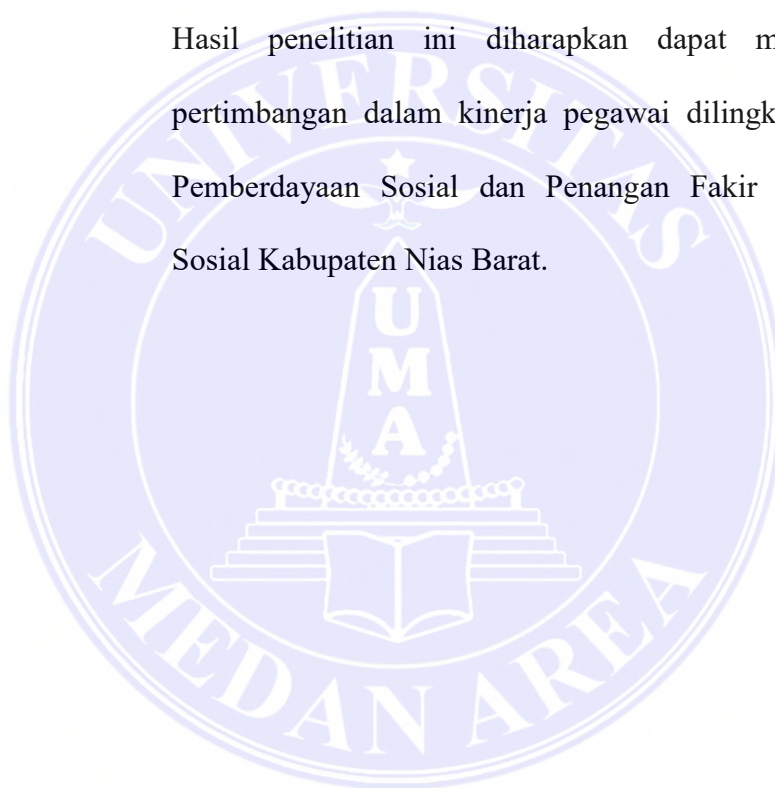 Hasil penelitian ini diharapkan dapat m
pertimbangan dalam kinerja pegawai dilingk
Pemberdayaan Sosial dan Penangan Fakir
Sosial Kabupaten Nias Barat.
UNIVERSITAS
UMA
MEDAN AREA